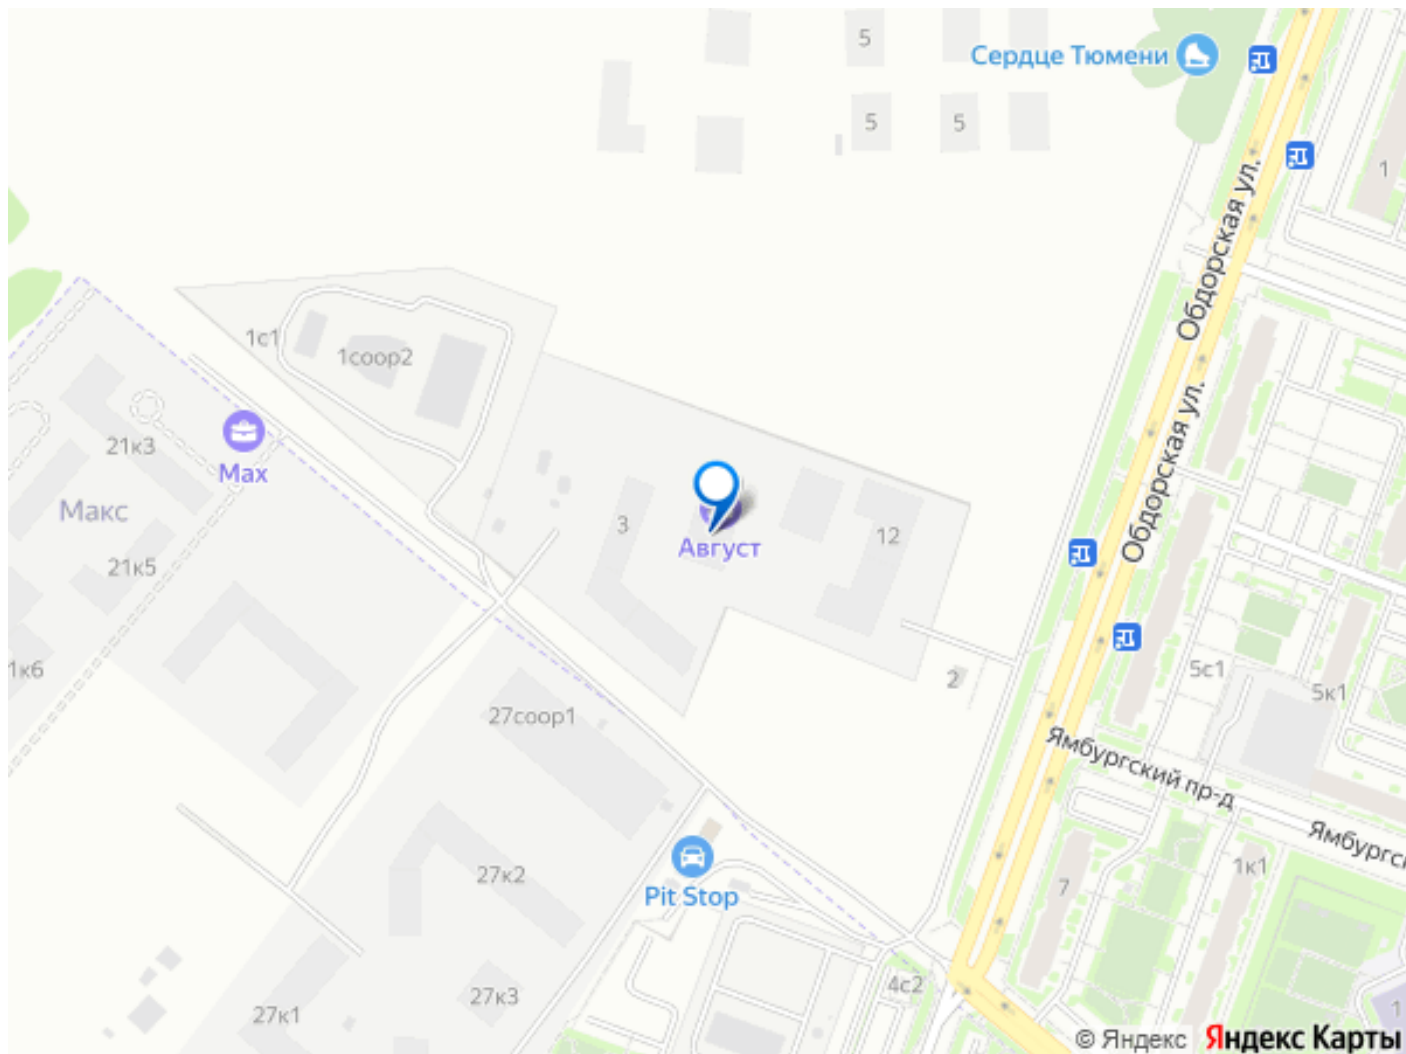 5
Сердце Тюмени
5
5
1
Обдорская ул.
1с1
1соор2
21к3
Max
Макс
Обдорская ул.
3
12
Август
21к5
1к6
2
5с1
5к1
27соор1
Ямбургский пр-д
Ямбургск
27к2
Pit Stop
7
1к1
4с2
27к3
27к1
1
© Яндекс
Яндекс Карты